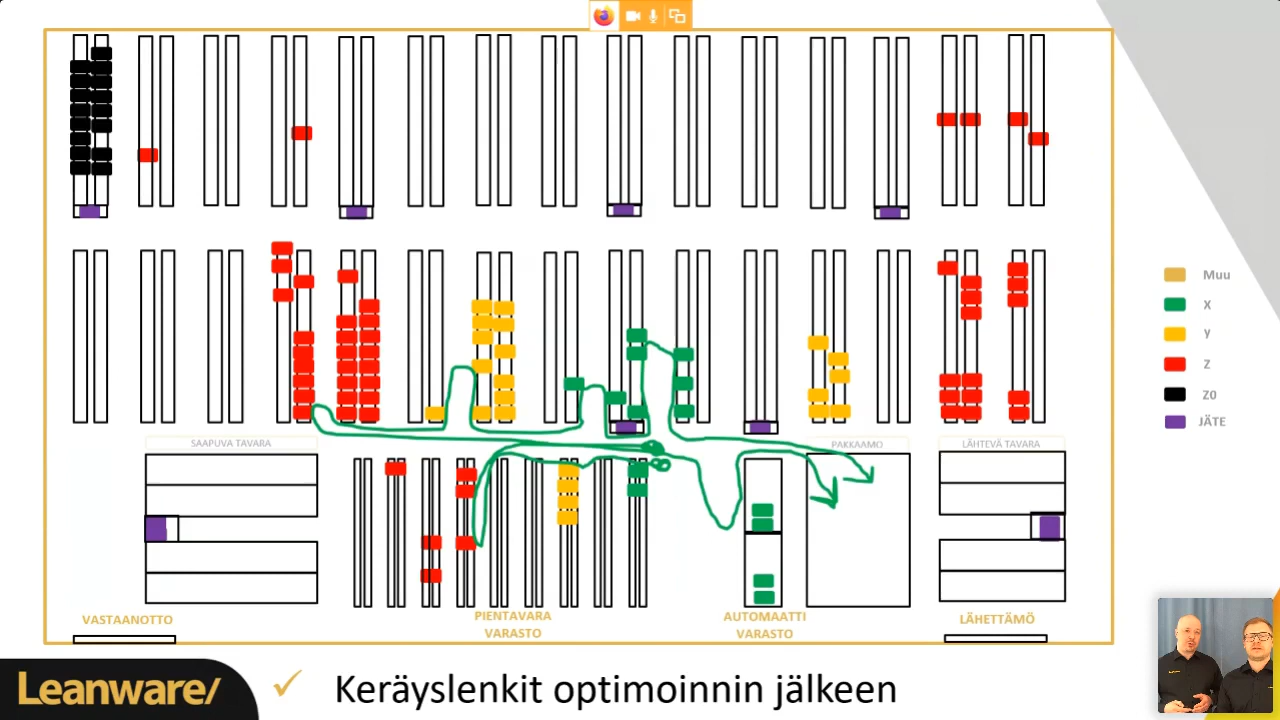 Muu
X
Y
Z
Z0
JÄTE
SAAPUVA TAVARA
PAKKAAMO
LÄHTEVÄ TAVARA
VASTAANOTTO
PIENTAVARA
VARASTO
AUTOMAATTI
VARASTO
LÄHETTÄMÖ
Leanware/
Keräyslenkit optimoinnin jälkeen